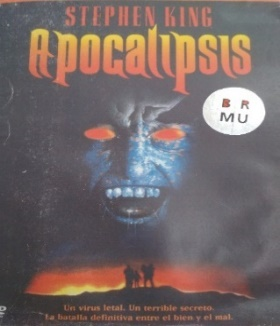 STEPHEN KING
Apocalipsis
B R
MU
Un virus letal. Un terrible secreto.
La batalla definitiva entre el bien y el mal.